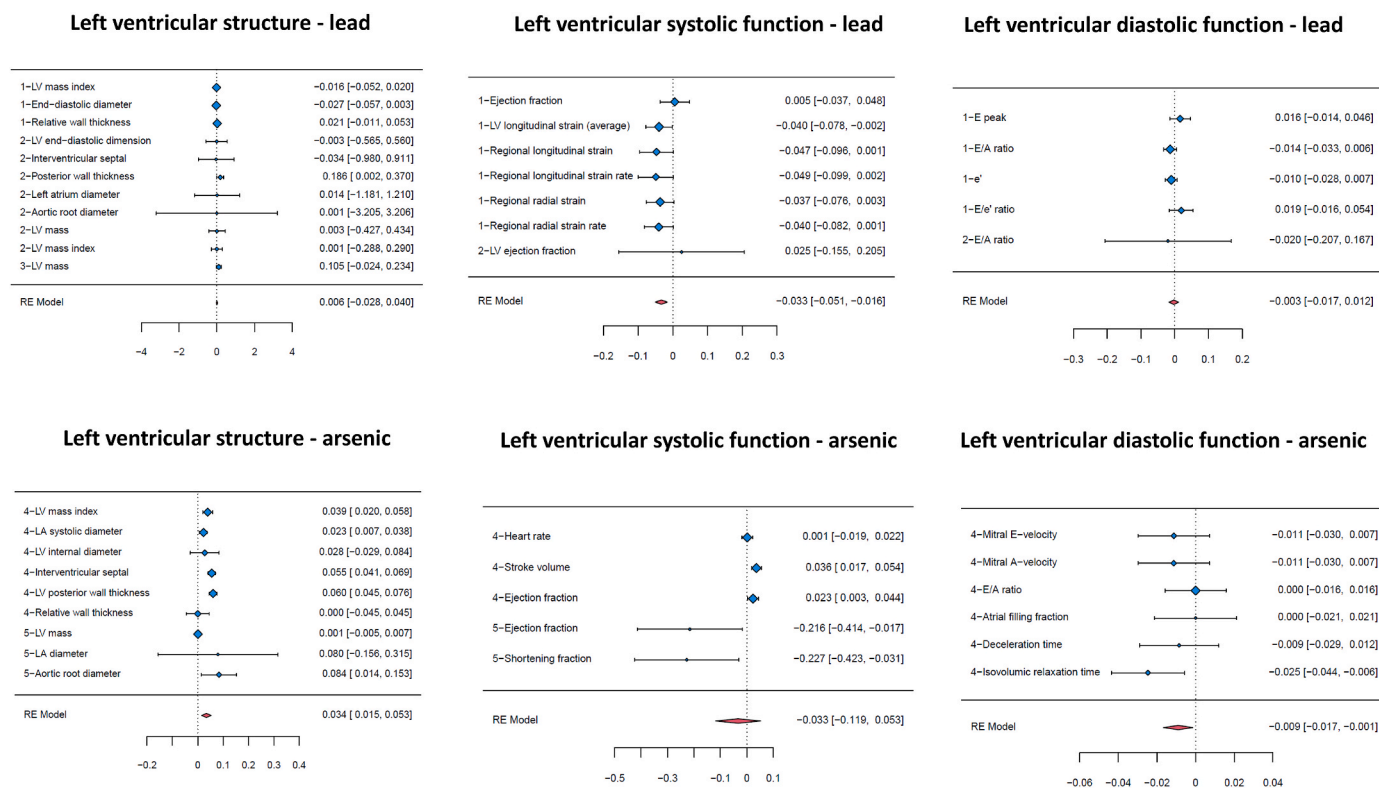 Left ventricular structure - lead
1−LV mass index −0.016 [−0.052, 0.020]
1−End−diastolic diameter −0.027 [−0.057, 0.003]
1−Relative wall thickness 0.021 [−0.011, 0.053]
2−LV end−diastolic dimension −0.003 [−0.565, 0.560]
2−Interventricular septal −0.034 [−0.980, 0.911]
2−Posterior wall thickness 0.186 [ 0.002, 0.370]
2−Left atrium diameter 0.014 [−1.181, 1.210]
2−Aortic root diameter 0.001 [−3.205, 3.206]
2−LV mass 0.003 [−0.427, 0.434]
2−LV mass index 0.001 [−0.288, 0.290]
3−LV mass 0.105 [−0.024, 0.234]
RE Model 0.006 [−0.028, 0.040]
−4 −2 0 2 4
Left ventricular systolic function - lead
1−Ejection fraction 0.005 [−0.037, 0.048]
1−LV longitudinal strain (average) −0.040 [−0.078, −0.002]
1−Regional longitudinal strain −0.047 [−0.096, 0.001]
1−Regional longitudinal strain rate −0.049 [−0.099, 0.002]
1−Regional radial strain −0.037 [−0.076, 0.003]
1−Regional radial strain rate −0.040 [−0.082, 0.001]
2−LV ejection fraction 0.025 [−0.155, 0.205]
RE Model −0.033 [−0.051, −0.016]
−0.2 −0.1 0 0.1 0.2 0.3
Left ventricular diastolic function - lead
1−E peak 0.016 [−0.014, 0.046]
1−E/A ratio −0.014 [−0.033, 0.006]
1−e' −0.010 [−0.028, 0.007]
1−E/e' ratio 0.019 [−0.016, 0.054]
2−E/A ratio −0.020 [−0.207, 0.167]
RE Model −0.003 [−0.017, 0.012]
−0.3 −0.2 −0.1 0 0.1 0.2
Left ventricular structure - arsenic
4−LV mass index 0.039 [ 0.020, 0.058]
4−LA systolic diameter 0.023 [ 0.007, 0.038]
4−LV internal diameter 0.028 [−0.029, 0.084]
4−Interventricular septal 0.055 [ 0.041, 0.069]
4−LV posterior wall thickness 0.060 [ 0.045, 0.076]
4−Relative wall thickness 0.000 [−0.045, 0.045]
5−LV mass 0.001 [−0.005, 0.007]
5−LA diameter 0.080 [−0.156, 0.315]
5−Aortic root diameter 0.084 [ 0.014, 0.153]
RE Model 0.034 [ 0.015, 0.053]
−0.2 0 0.1 0.2 0.3 0.4
Left ventricular systolic function - arsenic
4−Heart rate 0.001 [−0.019, 0.022]
4−Stroke volume 0.036 [ 0.017, 0.054]
4−Ejection fraction 0.023 [ 0.003, 0.044]
5−Ejection fraction −0.216 [−0.414, −0.017]
5−Shortening fraction −0.227 [−0.423, −0.031]
RE Model −0.033 [−0.119, 0.053]
−0.5 −0.3 −0.1 0 0.1
Left ventricular diastolic function - arsenic
4−Mitral E−velocity −0.011 [−0.030, 0.007]
4−Mitral A−velocity −0.011 [−0.030, 0.007]
4−E/A ratio 0.000 [−0.016, 0.016]
4−Atrial filling fraction 0.000 [−0.021, 0.021]
4−Deceleration time −0.009 [−0.029, 0.012]
4−Isovolumic relaxation time −0.025 [−0.044, −0.006]
RE Model −0.009 [−0.017, −0.001]
−0.06 −0.04 −0.02 0 0.02 0.04